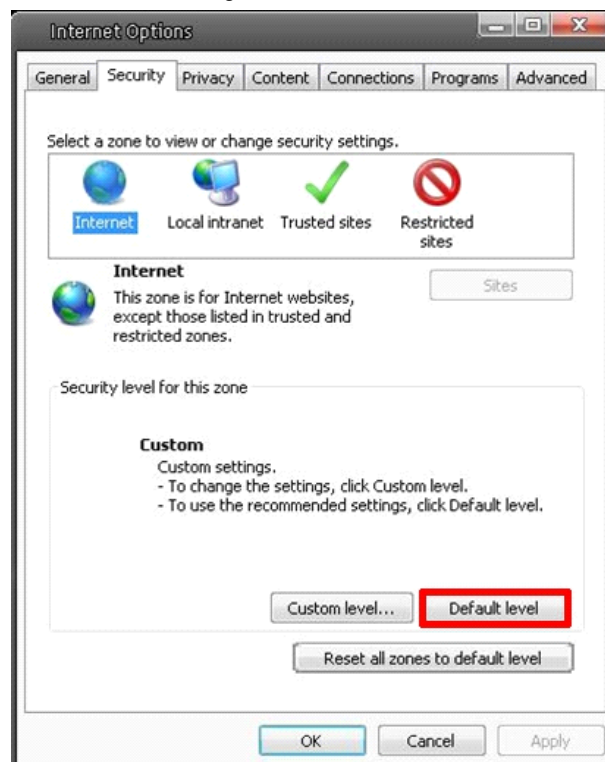 Internet Options
General Security Privacy Content Connections Programs Advanced
Select a zone to view or change security settings.
Internet Local intranet Trusted sites Restricted sites
Internet
Sites
This zone is for Internet websites,
except those listed in trusted and
restricted zones.
Security level for this zone
Custom
Custom settings.
- To change the settings, click Custom level.
- To use the recommended settings, click Default level.
Custom level... Default level
Reset all zones to default level
OK Cancel Apply